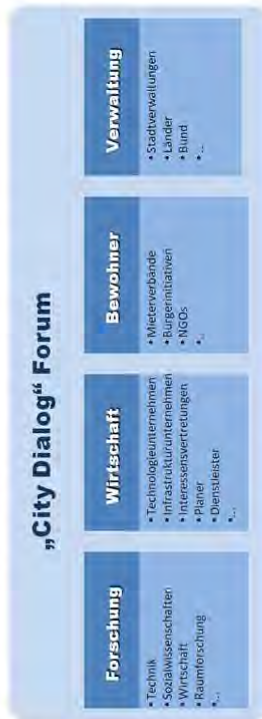 „City Dialog“ Forum
Forschung
• Technik
• Sozialwissenschaften
• Wirtschaft
• Raumforschung
•...
Wirtschaft
• Technologieunternehmen
• Infrastrukturunternehmen
• Interessensvertretungen
• Planer
• Dienstleister
•...
Bewohner
• Mieterverbände
• Bürgerinitiativen
• NGOs
•..
Verwaltung
• Stadtverwaltungen
• Länder
• Bund
•..